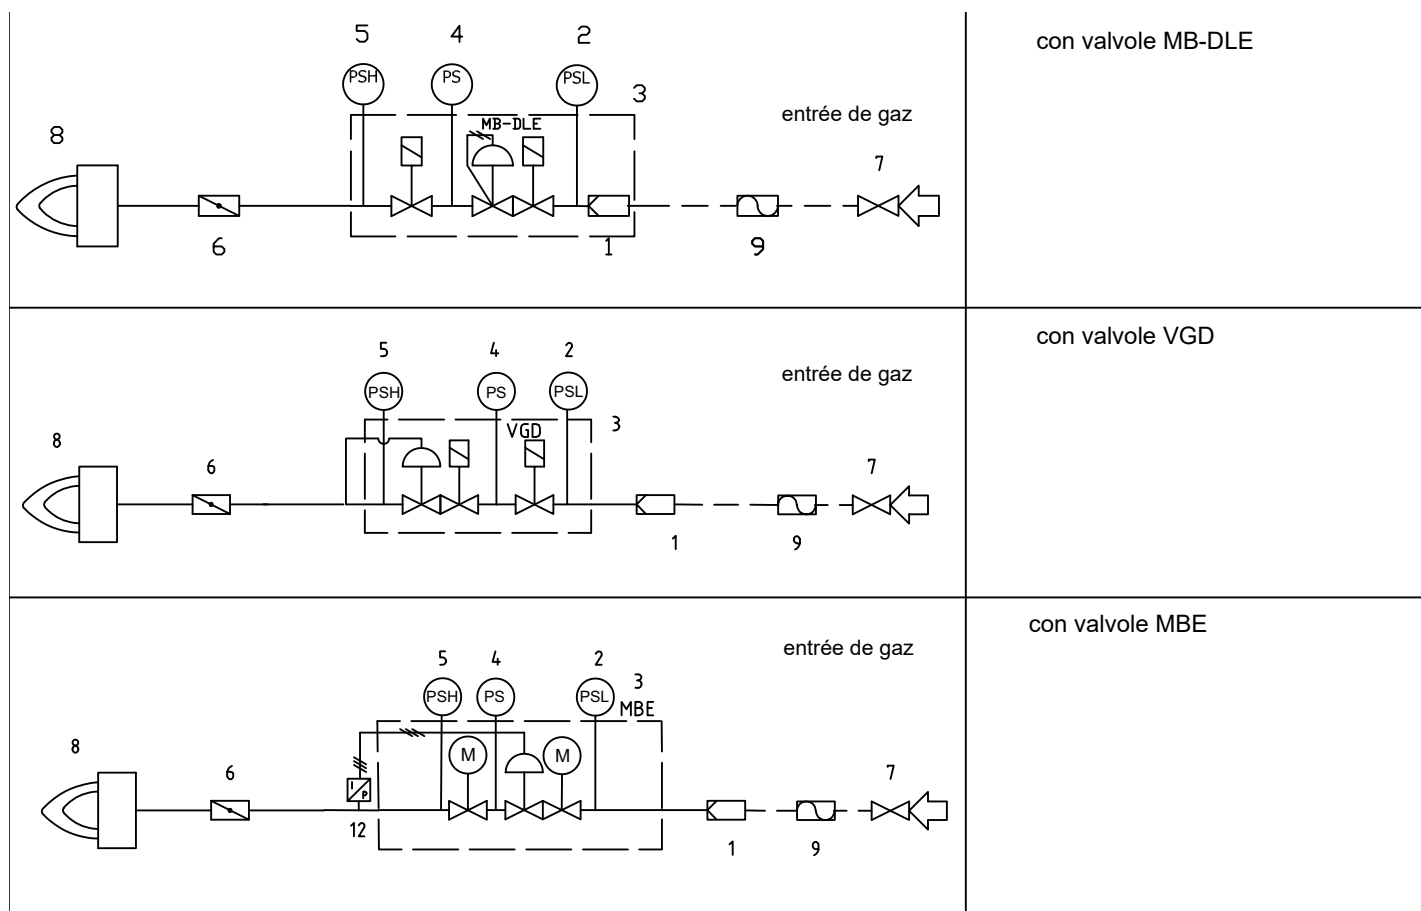 5 4 2
con valvole MB-DLE
PSH PS PSL
3
entrée de gaz
MB-DLE
8
7
6 1 9
con valvole VGD
5 4 2
entrée de gaz
PSH PS PSL
VGD 3
8
6 7
1 9
con valvole MBE
entrée de gaz
5 4 2
3
PSH PS PSL MBE
8
M M
6 7
I
P
12
1 9